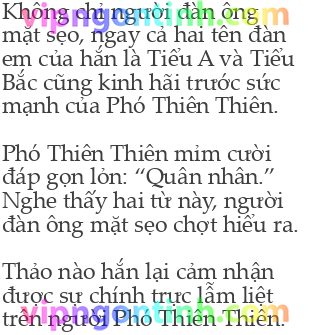 Không chỉ người đàn ông
mặt sẹo, ngay cả hai tên đàn
em của hắn là Tiểu A và Tiểu
Bắc cũng kinh hãi trước sức
mạnh của Phó Thiên Thiên.
Phó Thiên Thiên mỉm cười
đáp gọn lỏn: “Quân nhân.”
Nghe thấy hai từ này, người
đàn ông mặt sẹo chợt hiểu ra.
Thảo nào hắn lại cảm nhận
được sự chính trực lẫm liệt
trên người Phó Thiên Thiên.
vipngontinh.com
vipngontinh.com